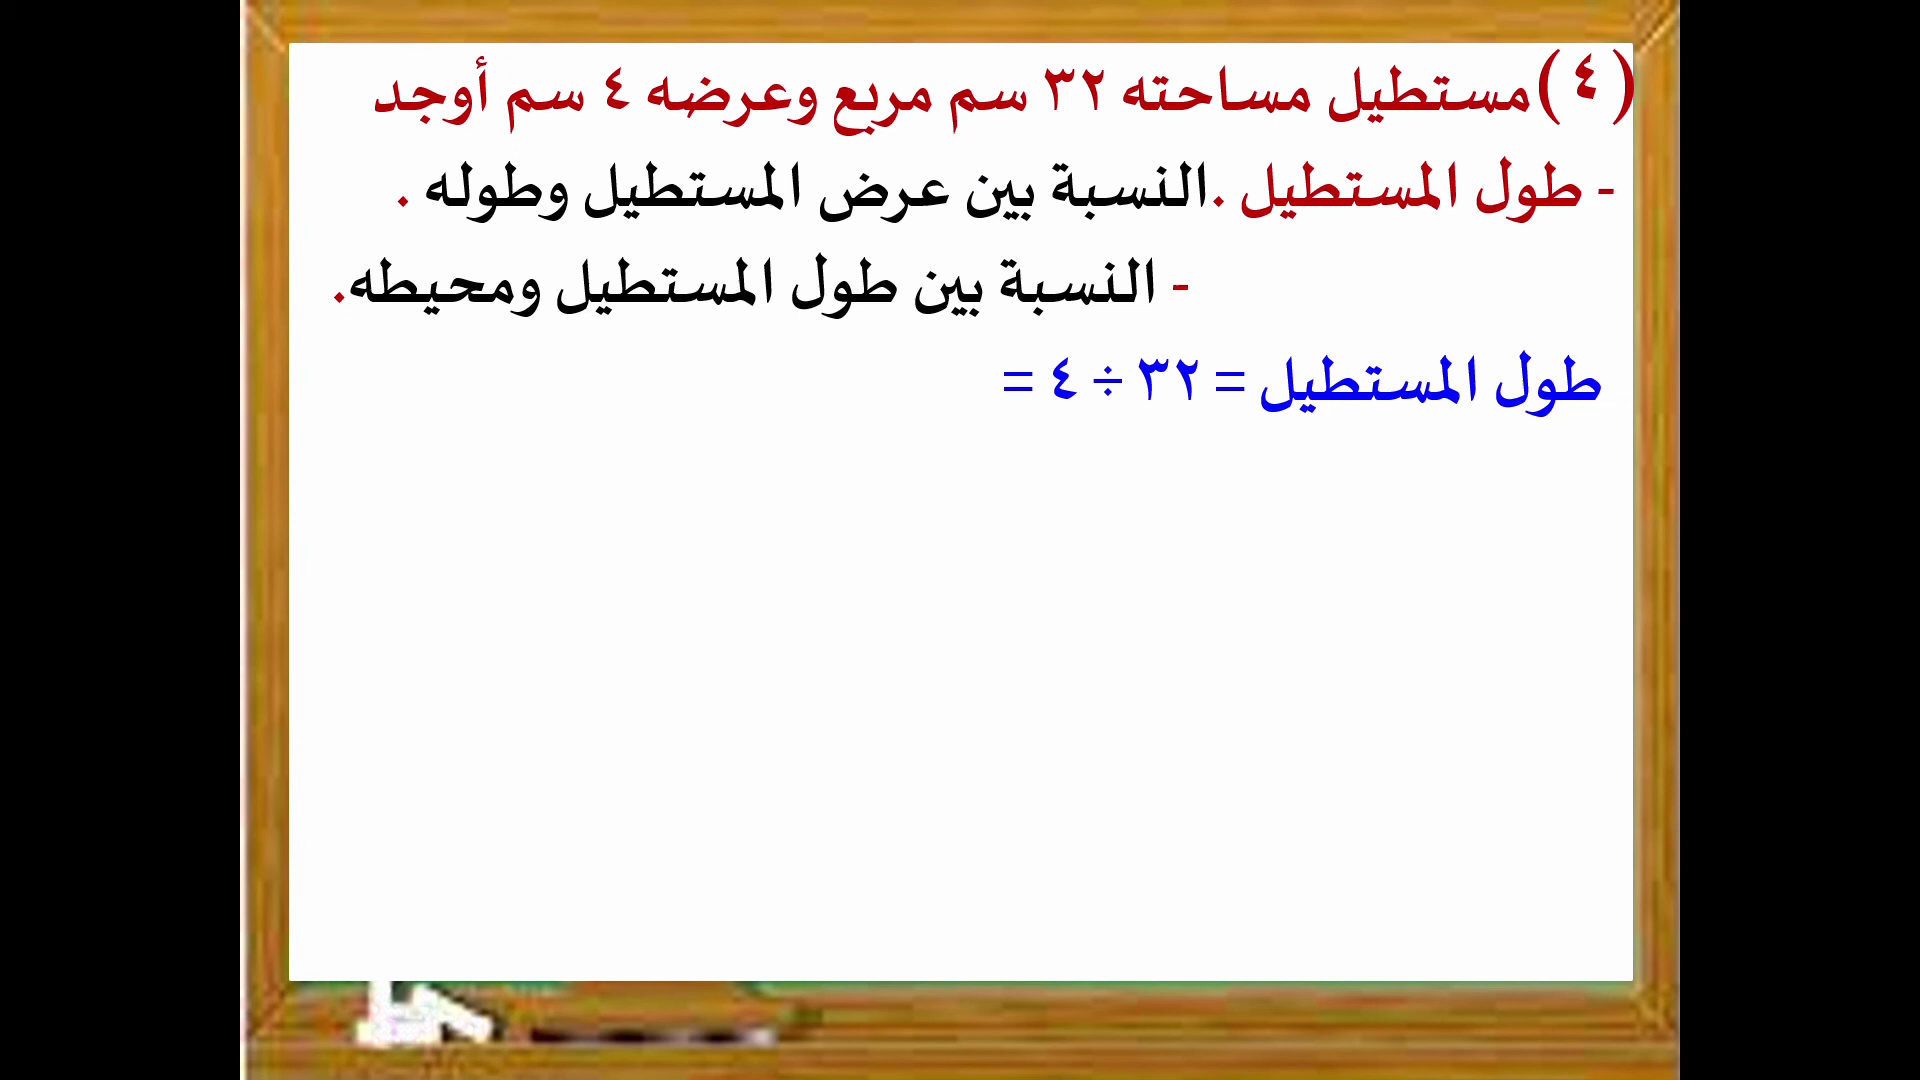 (٤)مستطيل مساحته ٣٢ سم مربع وعرضه ٤ سم أوجد
- طول المستطيل .النسبة بين عرض المستطيل وطوله .
- النسبة بين طول المستطيل ومحيطه.
طول المستطيل = ٣٢ ÷ ٤ =